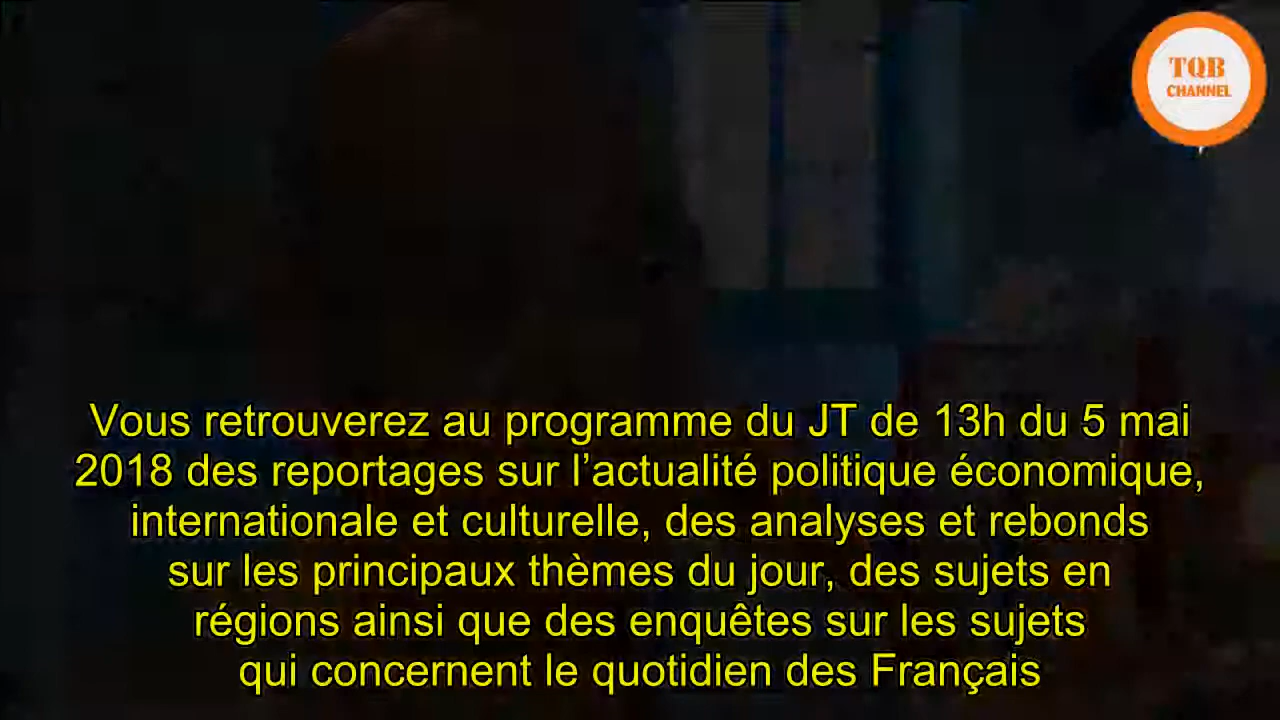 TQB
CHANNEL
Vous retrouverez au programme du JT de 13h du 5 mai
2018 des reportages sur l’actualité politique économique,
internationale et culturelle, des analyses et rebonds
sur les principaux thèmes du jour, des sujets en
régions ainsi que des enquêtes sur les sujets
qui concernent le quotidien des Français